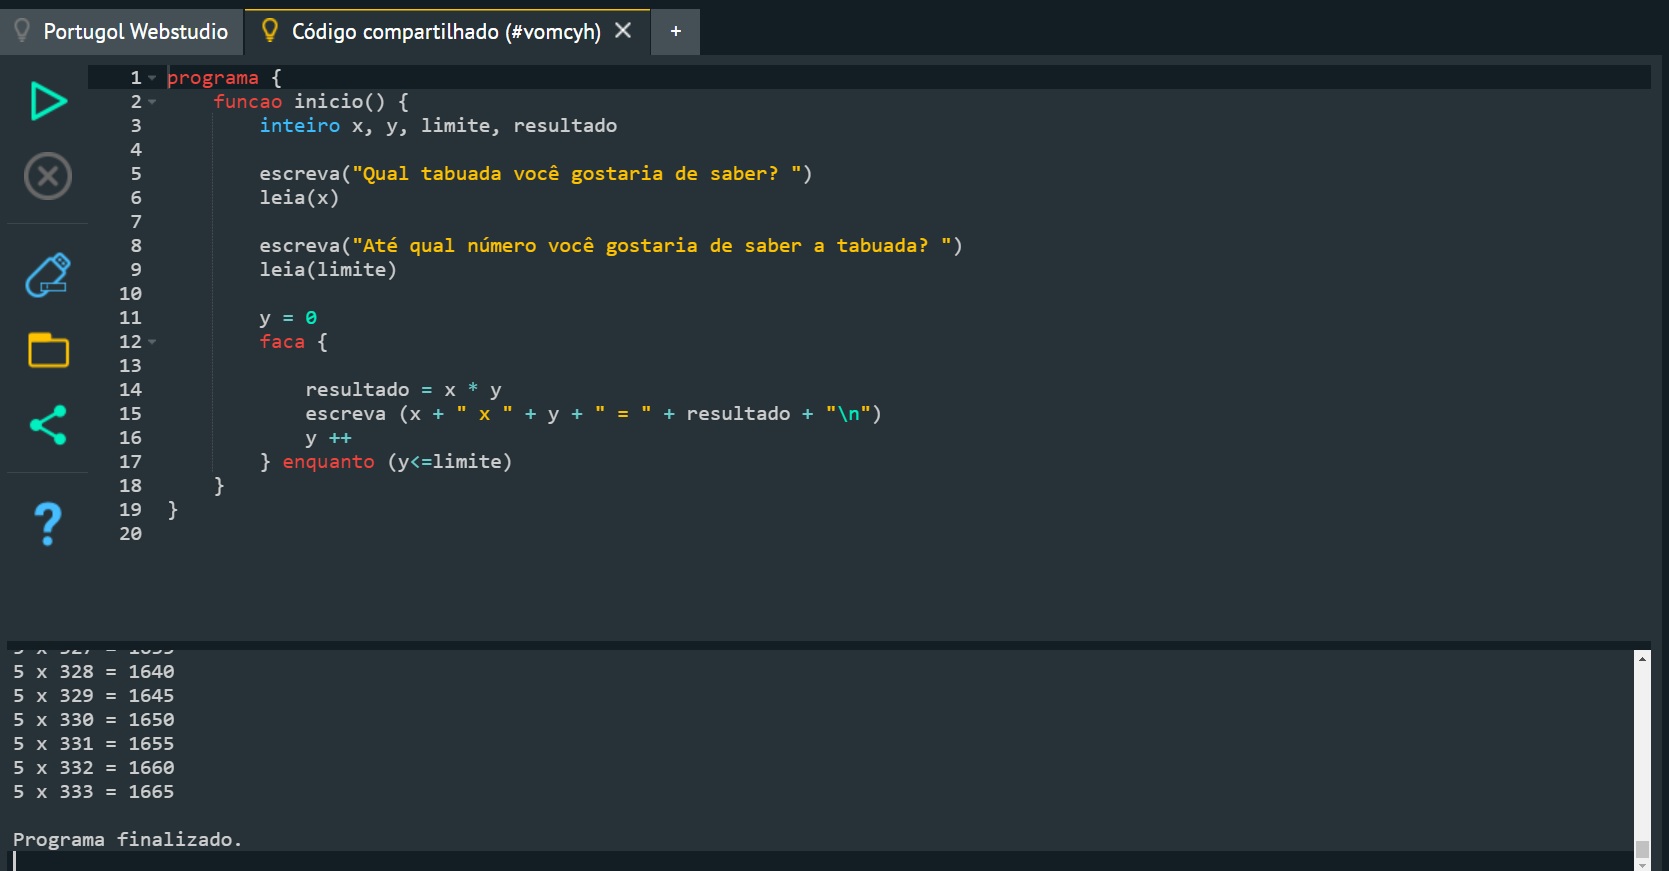 Portugol Webstudio
Código compartilhado (#vomcyh) ✕
+
1 programa {
2 funcao inicio() {
3 inteiro x, y, limite, resultado
4
5 escreva("Qual tabuada você gostaria de saber? ")
6 leia(x)
7
8 escreva("Até qual número você gostaria de saber a tabuada? ")
9 leia(limite)
10
11 y = 0
12 faca {
13
14 resultado = x * y
15 escreva (x + " x " + y + " = " + resultado + "\n")
16 y ++
17 } enquanto (y<=limite)
18 }
19 }
20
?
5 x 328 = 1640
5 x 329 = 1645
5 x 330 = 1650
5 x 331 = 1655
5 x 332 = 1660
5 x 333 = 1665
Programa finalizado.